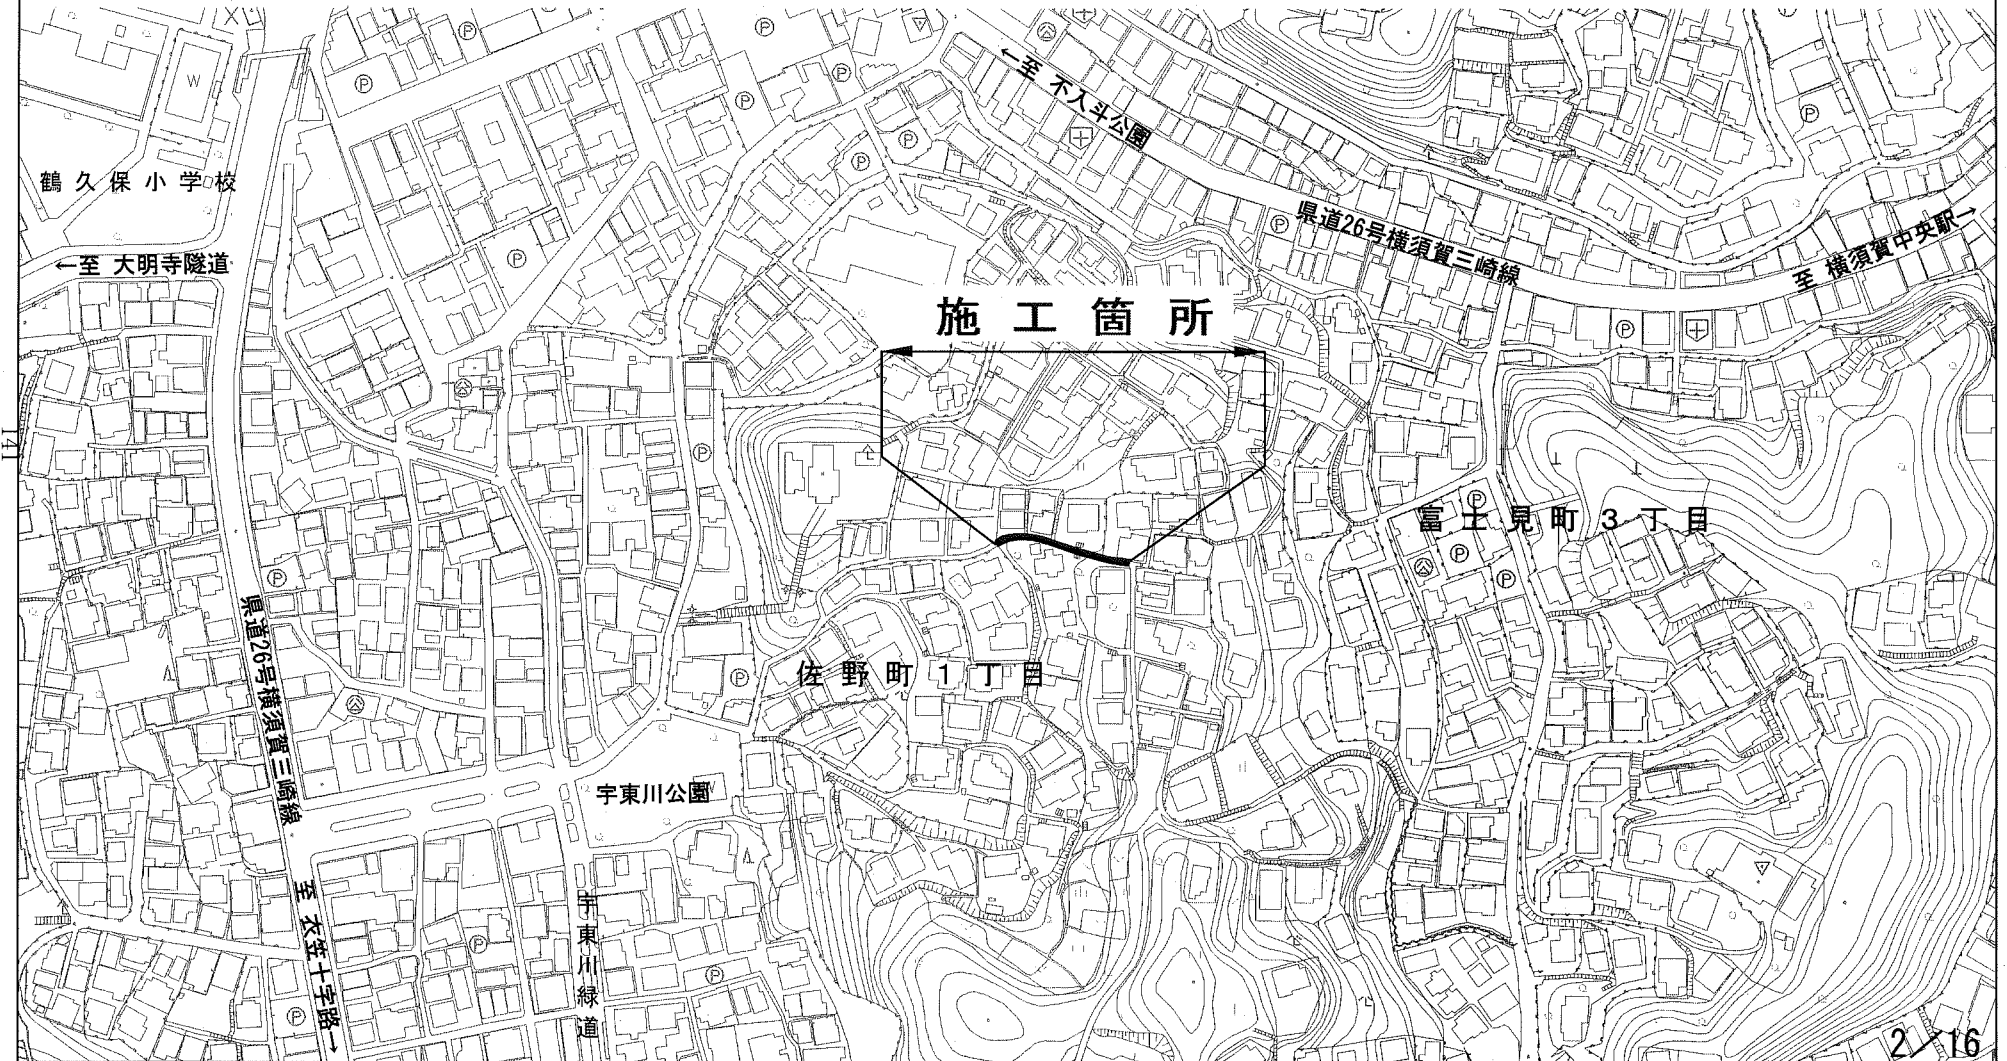 ←至 不入斗公園
鶴久保小学校
県道26号横須賀三崎線
至 横須賀中央駅→
←至 大明寺隧道
施工箇所
141
富士見町3丁目
県道26号横須賀三崎線
佐野町1丁目
宇東川公園
至 衣笠十字路→
宇東川緑道
2/16